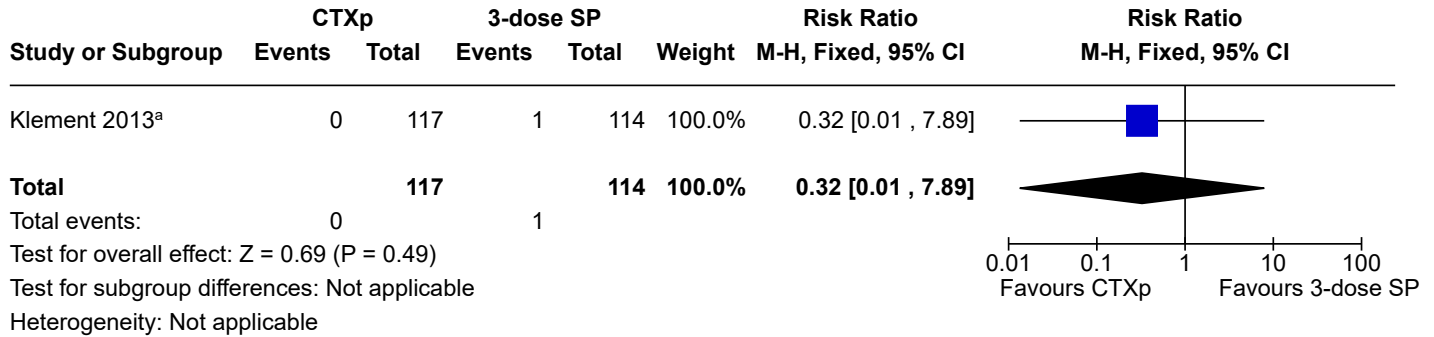 CTXp 3-dose SP Risk Ratio Risk Ratio
Study or Subgroup Events Total Events Total Weight M-H, Fixed, 95% CI M-H, Fixed, 95% CI
Klement 2013ᵃ 0 117 1 114 100.0% 0.32 [0.01 , 7.89]
Total 117 114 100.0% 0.32 [0.01 , 7.89]
Total events: 0 1
Test for overall effect: Z = 0.69 (P = 0.49)
0.01 0.1 1 10 100
Test for subgroup differences: Not applicable Favours CTXp Favours 3-dose SP
Heterogeneity: Not applicable